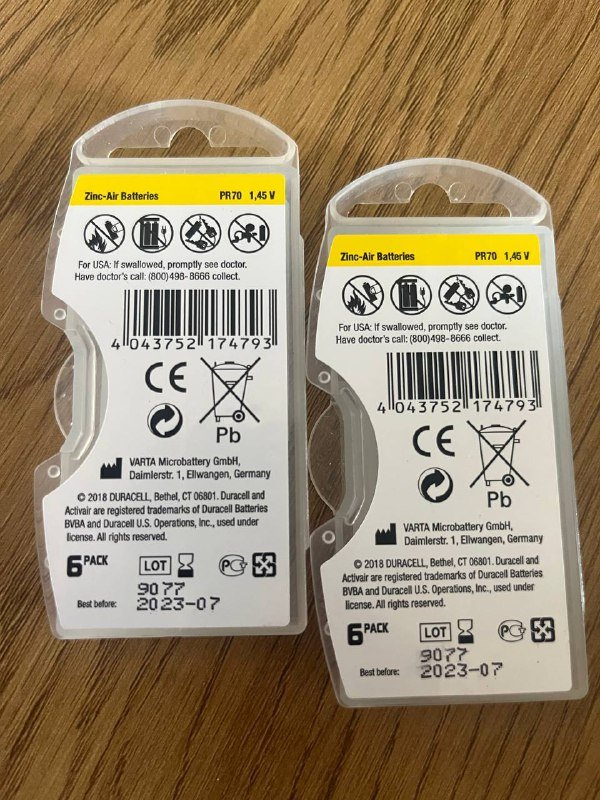 Zinc-Air Batteries PR70 1,45 V
For USA: If swallowed, promptly see doctor.
Have doctor's call: (800)498-8666 collect.
4 043752 174793
CE
Pb
VARTA Microbattery GmbH,
Daimlerstr. 1, Ellwangen, Germany
© 2018 DURACELL, Bethel, CT 06801. Duracell and
Activair are registered trademarks of Duracell Batteries
BVBA and Duracell U.S. Operations, Inc., used under
license. All rights reserved.
6 PACK LOT PC
9077
Best before: 2023-07
Zinc-Air Batteries PR70 1,45 V
For USA: If swallowed, promptly see doctor.
Have doctor's call: (800)498-8666 collect.
4 043752 174793
CE
Pb
VARTA Microbattery GmbH,
Daimlerstr. 1, Ellwangen, Germany
© 2018 DURACELL, Bethel, CT 06801. Duracell and
Activair are registered trademarks of Duracell Batteries
BVBA and Duracell U.S. Operations, Inc., used under
license. All rights reserved.
6 PACK LOT PC
9077
Best before: 2023-07